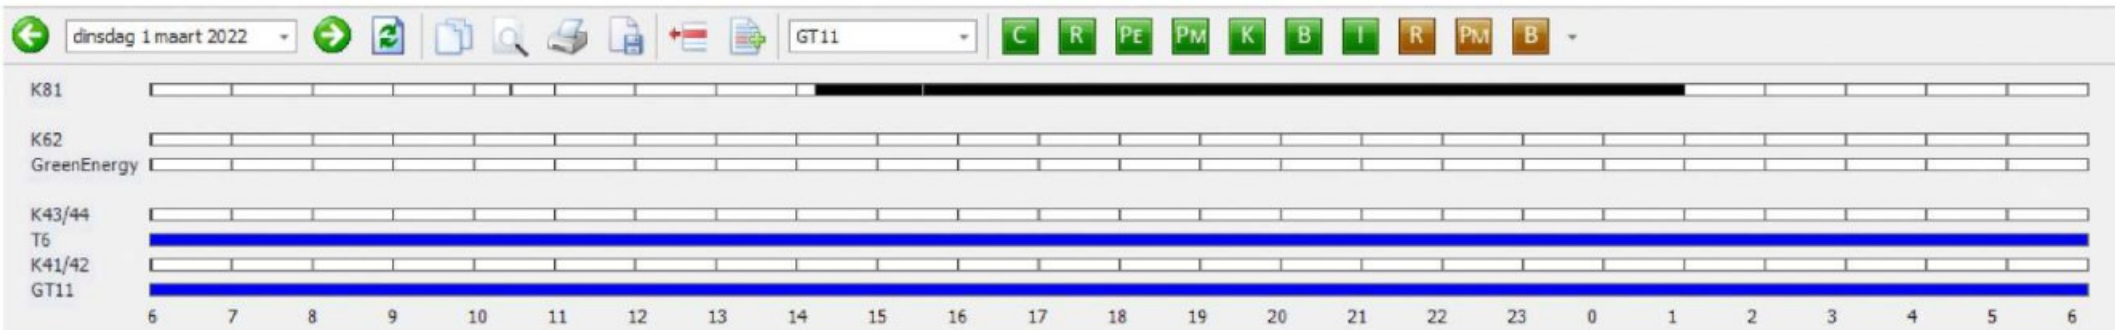 dinsdag 1 maart 2022 GT11 C R PE PM K B I R PM B
K81
K62
GreenEnergy
K43/44
T6
K41/42
GT11
6 7 8 9 10 11 12 13 14 15 16 17 18 19 20 21 22 23 0 1 2 3 4 5 6